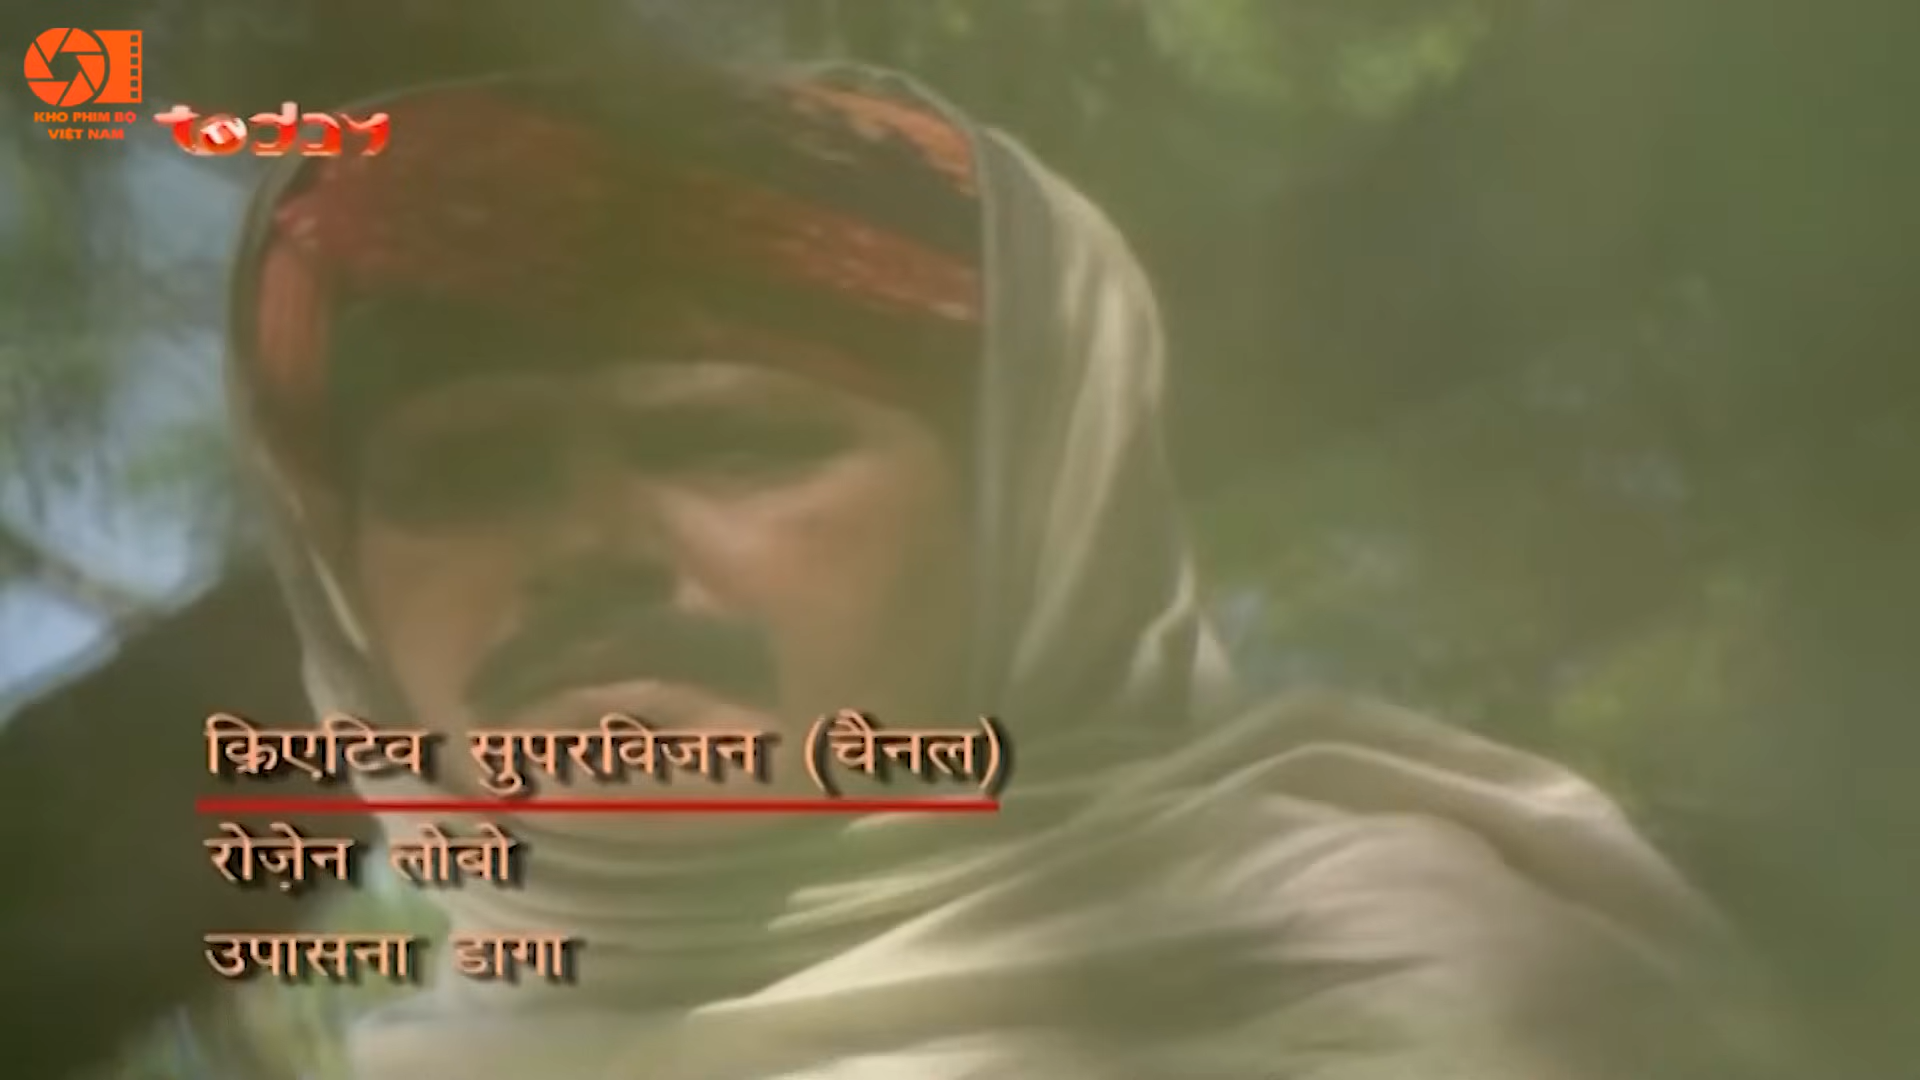 KHO PHIM BỘ
VIỆT NAM
today
क्रिएटिव सुपरविजन (चैनल)
रोज़ेन लोबो
उपासना डागा